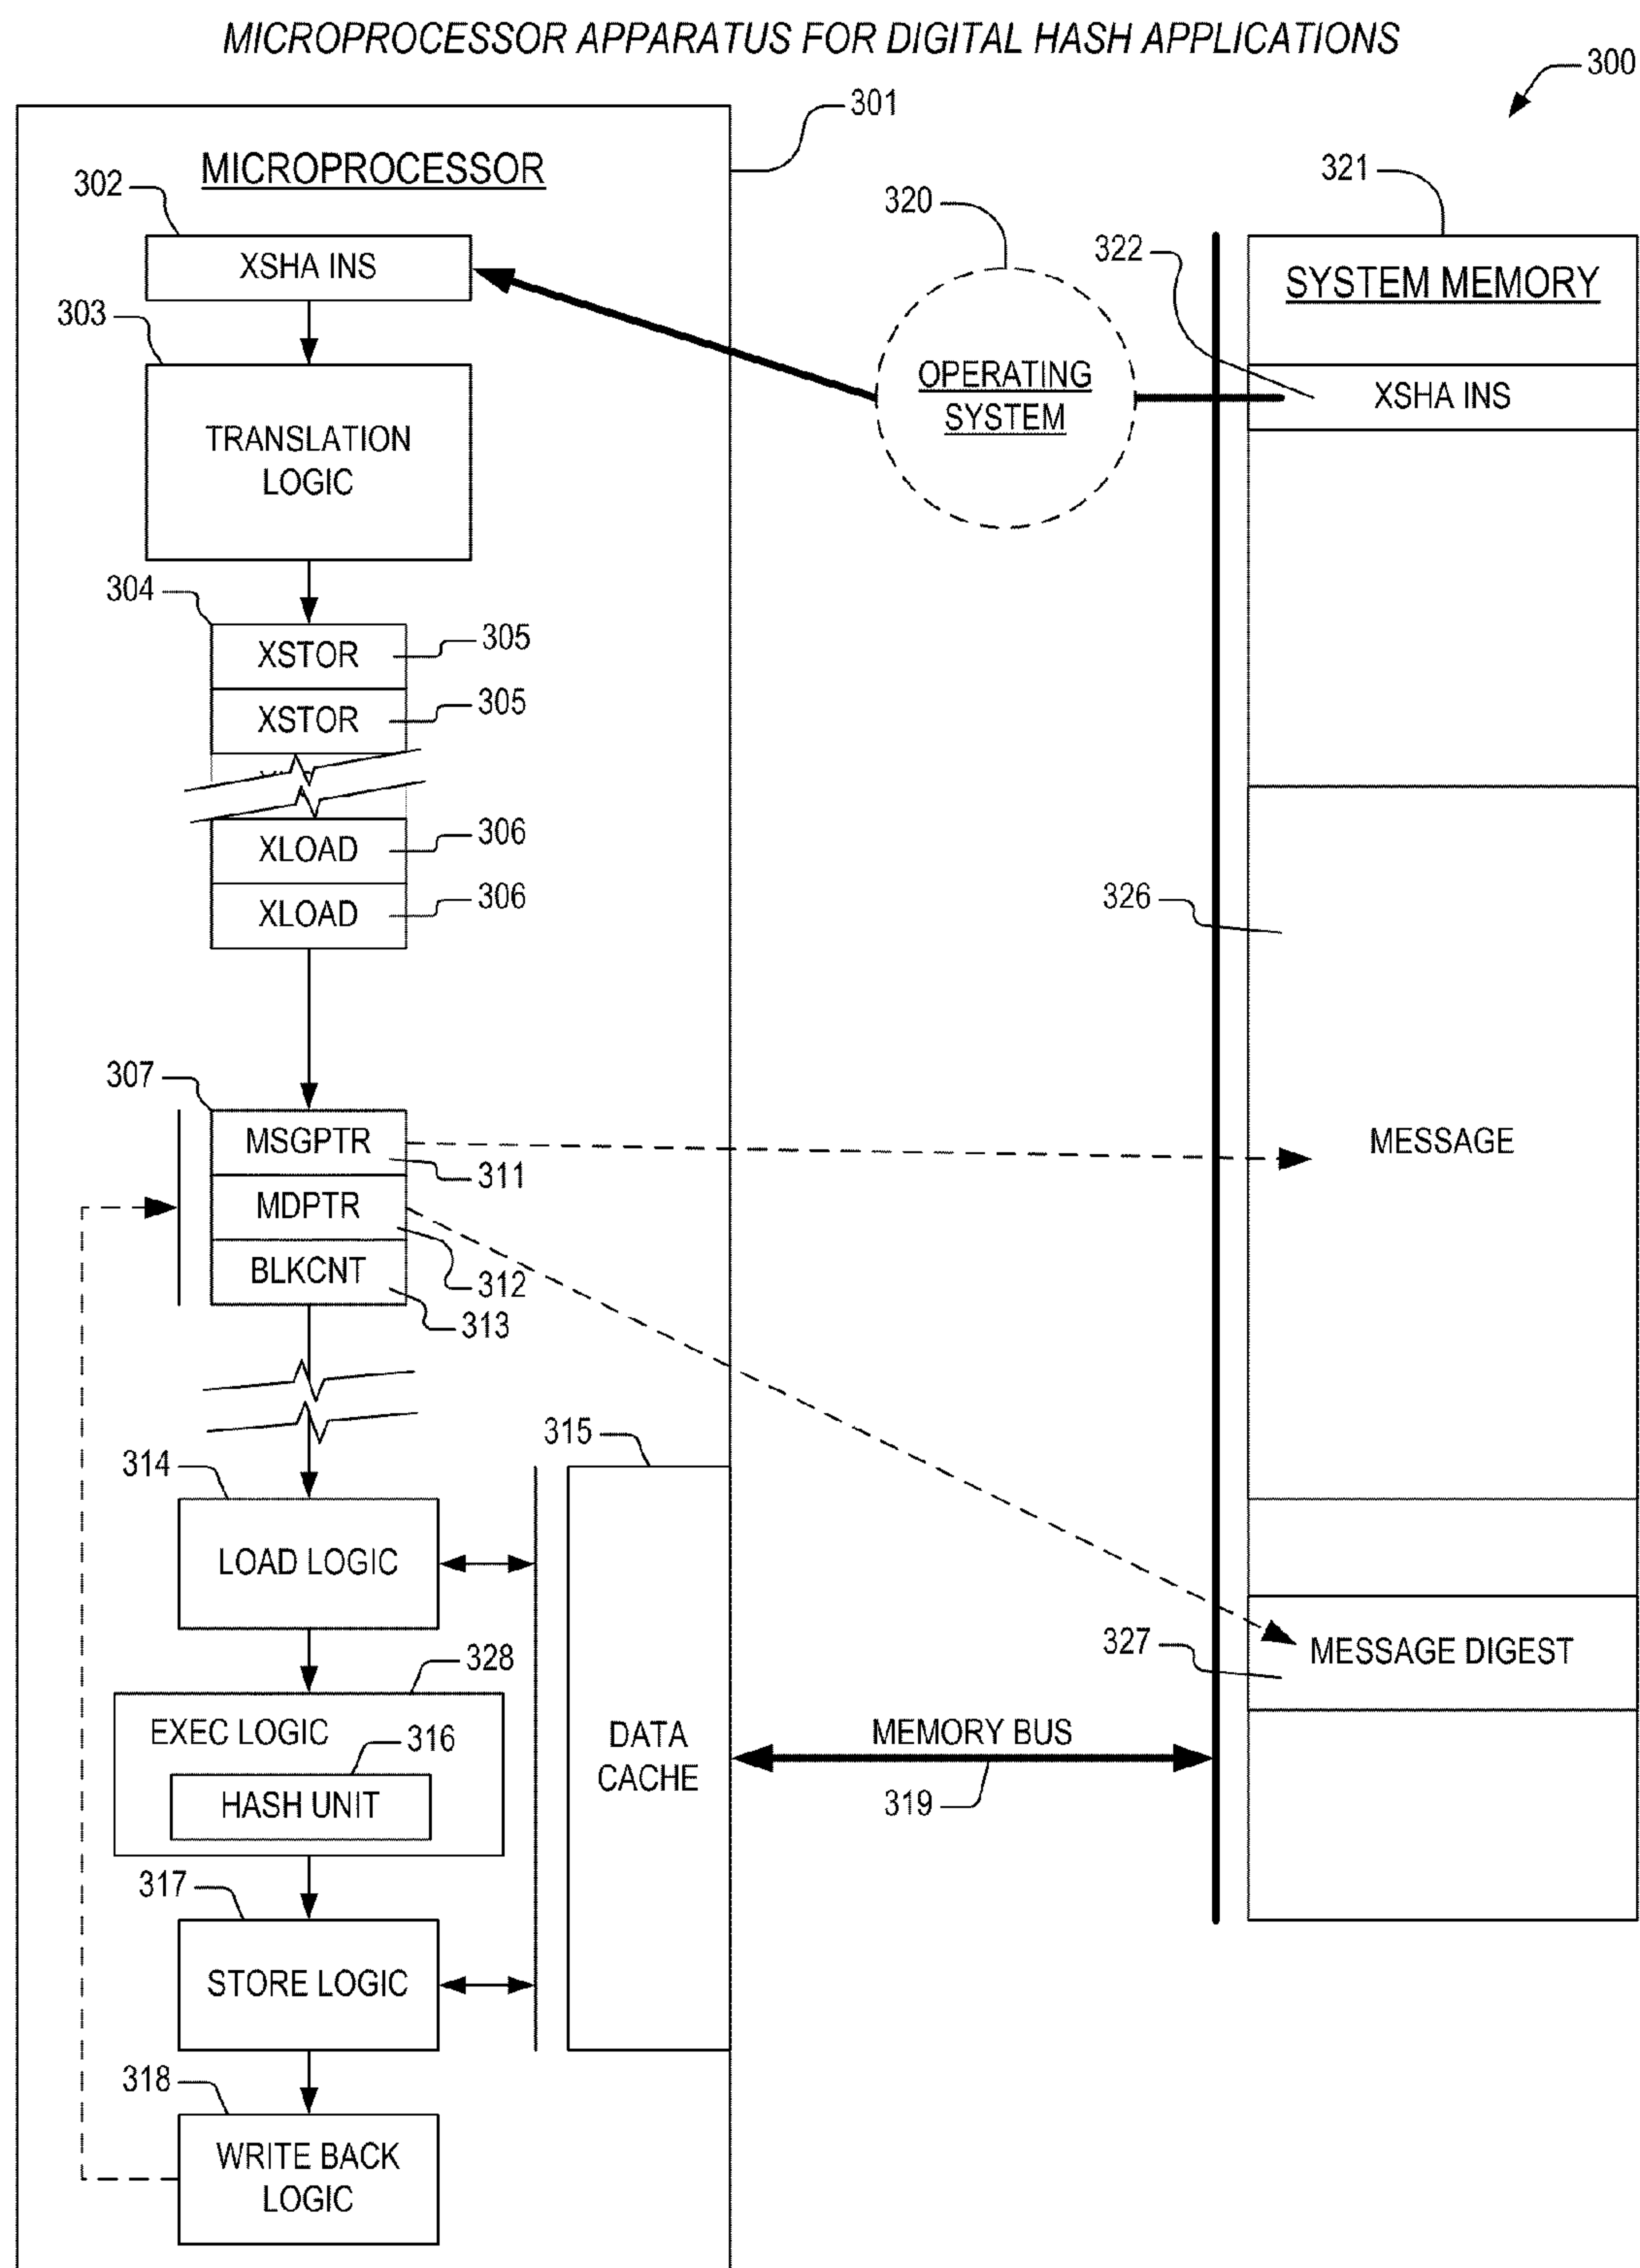 MICROPROCESSOR APPARATUS FOR DIGITAL HASH APPLICATIONS
300
301
MICROPROCESSOR
302
XSHA INS
303
TRANSLATION
LOGIC
304
XSTOR
305
XSTOR
305
XLOAD
306
XLOAD
306
307
MSGPTR
311
MDPTR
312
BLKCNT
313
314
LOAD LOGIC
315
DATA
CACHE
328
EXEC LOGIC
316
HASH UNIT
317
STORE LOGIC
318
WRITE BACK
LOGIC
320
OPERATING
SYSTEM
MEMORY BUS
319
321
SYSTEM MEMORY
322
XSHA INS
326
MESSAGE
327
MESSAGE DIGEST